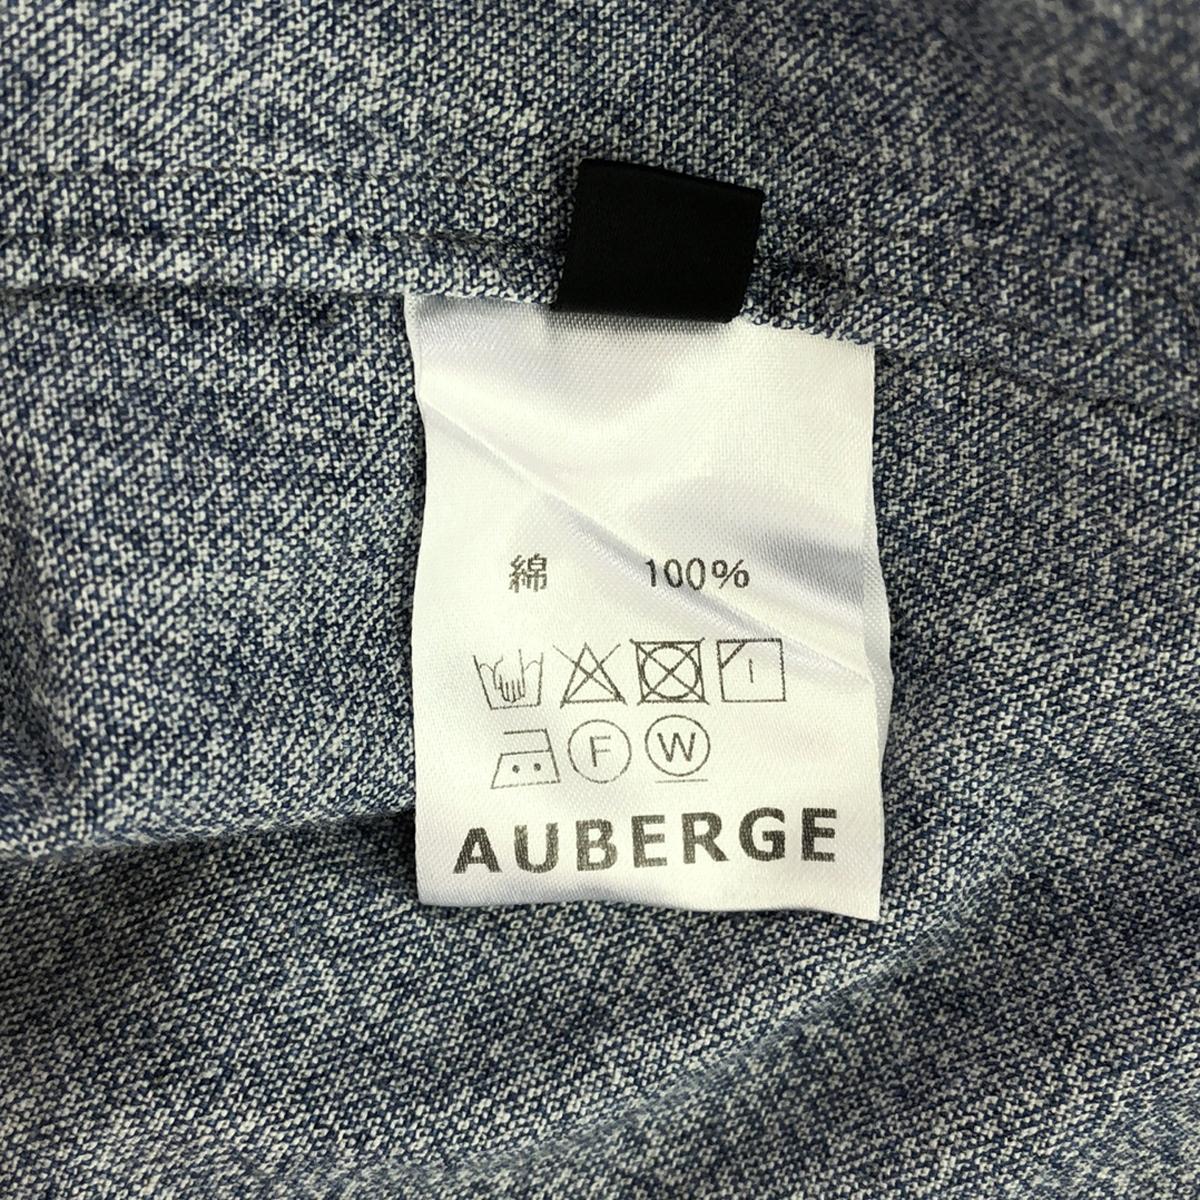 綿 100%
F W
AUBERGE